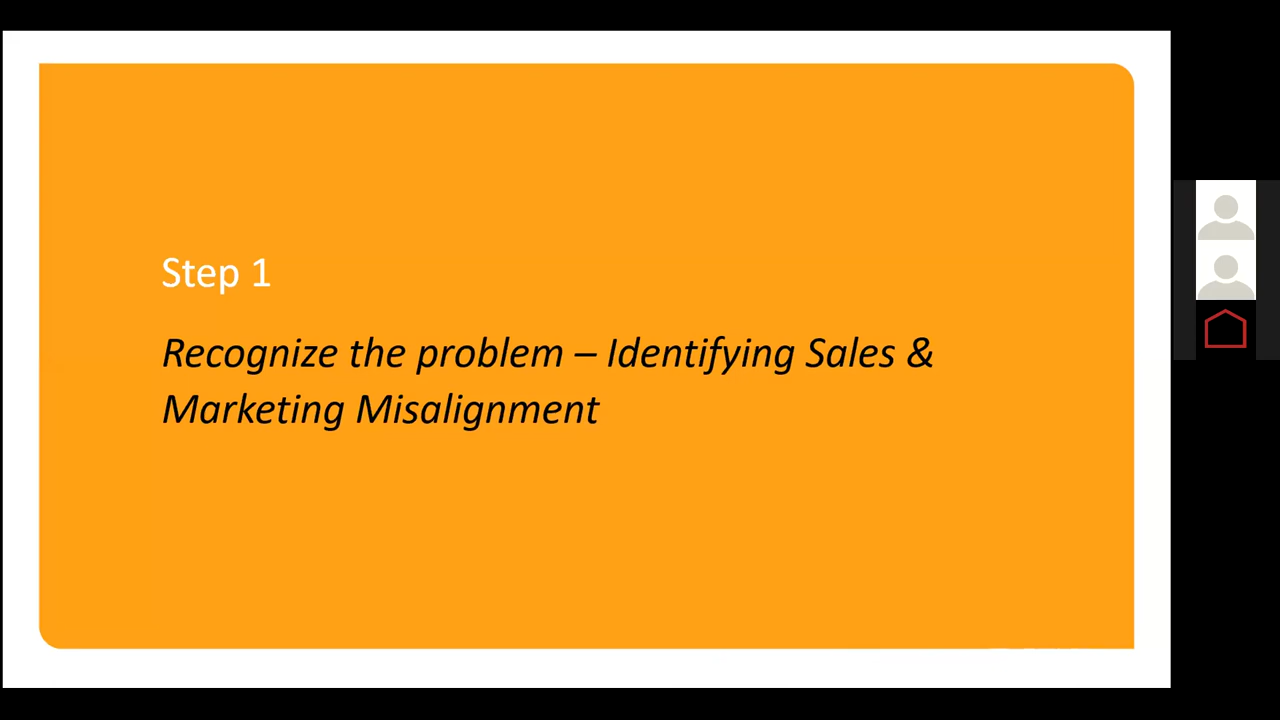 Step 1
Recognize the problem – Identifying Sales &
Marketing Misalignment